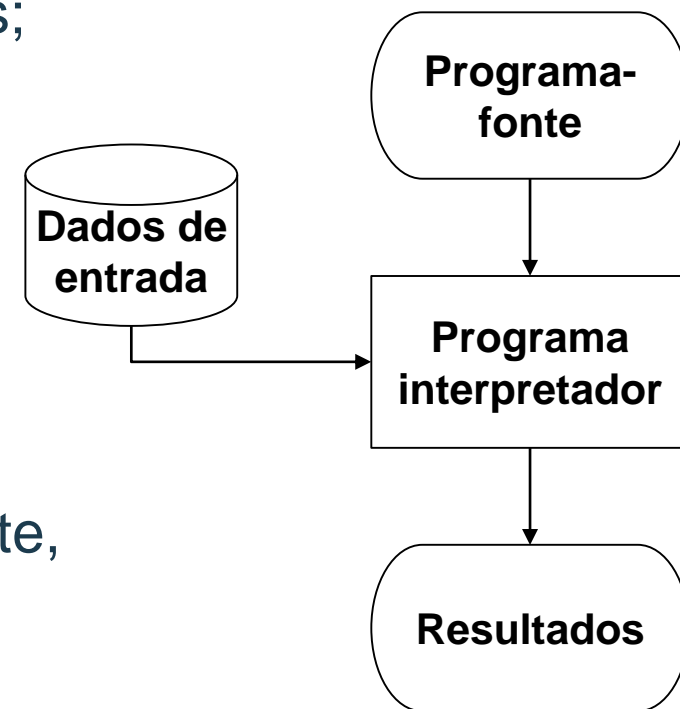 s;
Programa-
fonte
Dados de
entrada
Programa
interpretador
te,
Resultados